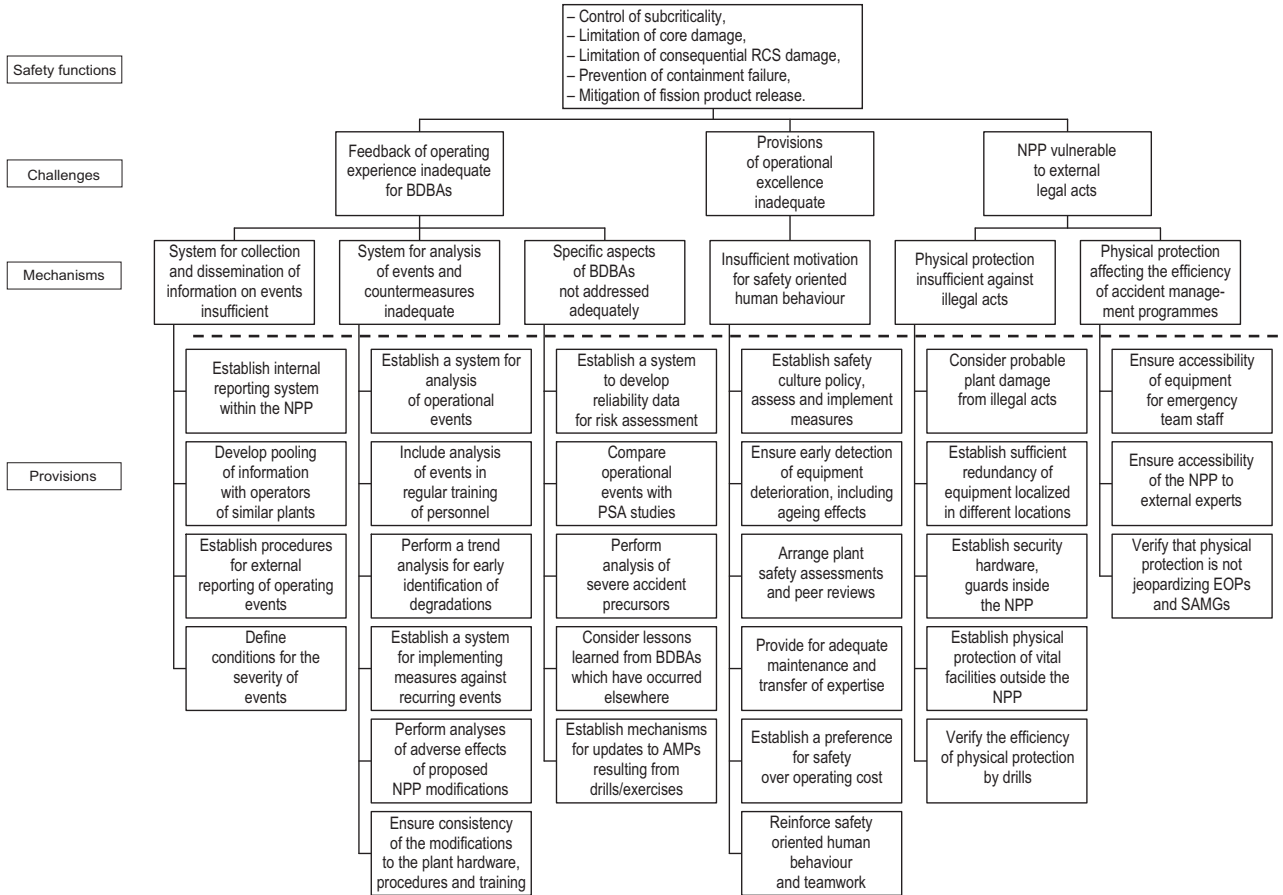 Safety functions
– Control of subcriticality,
– Limitation of core damage,
– Limitation of consequential RCS damage,
– Prevention of containment failure,
– Mitigation of fission product release.
Challenges
Feedback of operating
experience inadequate
for BDBAs
Provisions
of operational
excellence
inadequate
NPP vulnerable
to external
legal acts
Mechanisms
System for collection
and dissemination of
information on events
insufficient
System for analysis
of events and
countermeasures
inadequate
Specific aspects
of BDBAs
not addressed
adequately
Insufficient motivation
for safety oriented
human behaviour
Physical protection
insufficient against
illegal acts
Physical protection
affecting the efficiency
of accident manage-
ment programmes
Provisions
Establish internal
reporting system
within the NPP
Develop pooling
of information
with operators
of similar plants
Establish procedures
for external
reporting of operating
events
Define
conditions for the
severity of
events
Establish a system for
analysis
of operational
events
Include analysis
of events in
regular training
of personnel
Perform a trend
analysis for early
identification of
degradations
Establish a system
for implementing
measures against
recurring events
Perform analyses
of adverse effects
of proposed
NPP modifications
Ensure consistency
of the modifications
to the plant hardware,
procedures and training
Establish a system
to develop
reliability data
for risk assessment
Compare
operational
events with
PSA studies
Perform
analysis of
severe accident
precursors
Consider lessons
learned from BDBAs
which have occurred
elsewhere
Establish mechanisms
for updates to AMPs
resulting from
drills/exercises
Establish safety
culture policy,
assess and implement
measures
Ensure early detection
of equipment
deterioration, including
ageing effects
Arrange plant
safety assessments
and peer reviews
Provide for adequate
maintenance and
transfer of expertise
Establish a preference
for safety
over operating cost
Reinforce safety
oriented human
behaviour
and teamwork
Consider probable
plant damage
from illegal acts
Establish sufficient
redundancy of
equipment localized
in different locations
Establish security
hardware,
guards inside
the NPP
Establish physical
protection of vital
facilities outside the
NPP
Verify the efficiency
of physical protection
by drills
Ensure accessibility
of equipment
for emergency
team staff
Ensure accessibility
of the NPP to
external experts
Verify that physical
protection is not
jeopardizing EOPs
and SAMGs